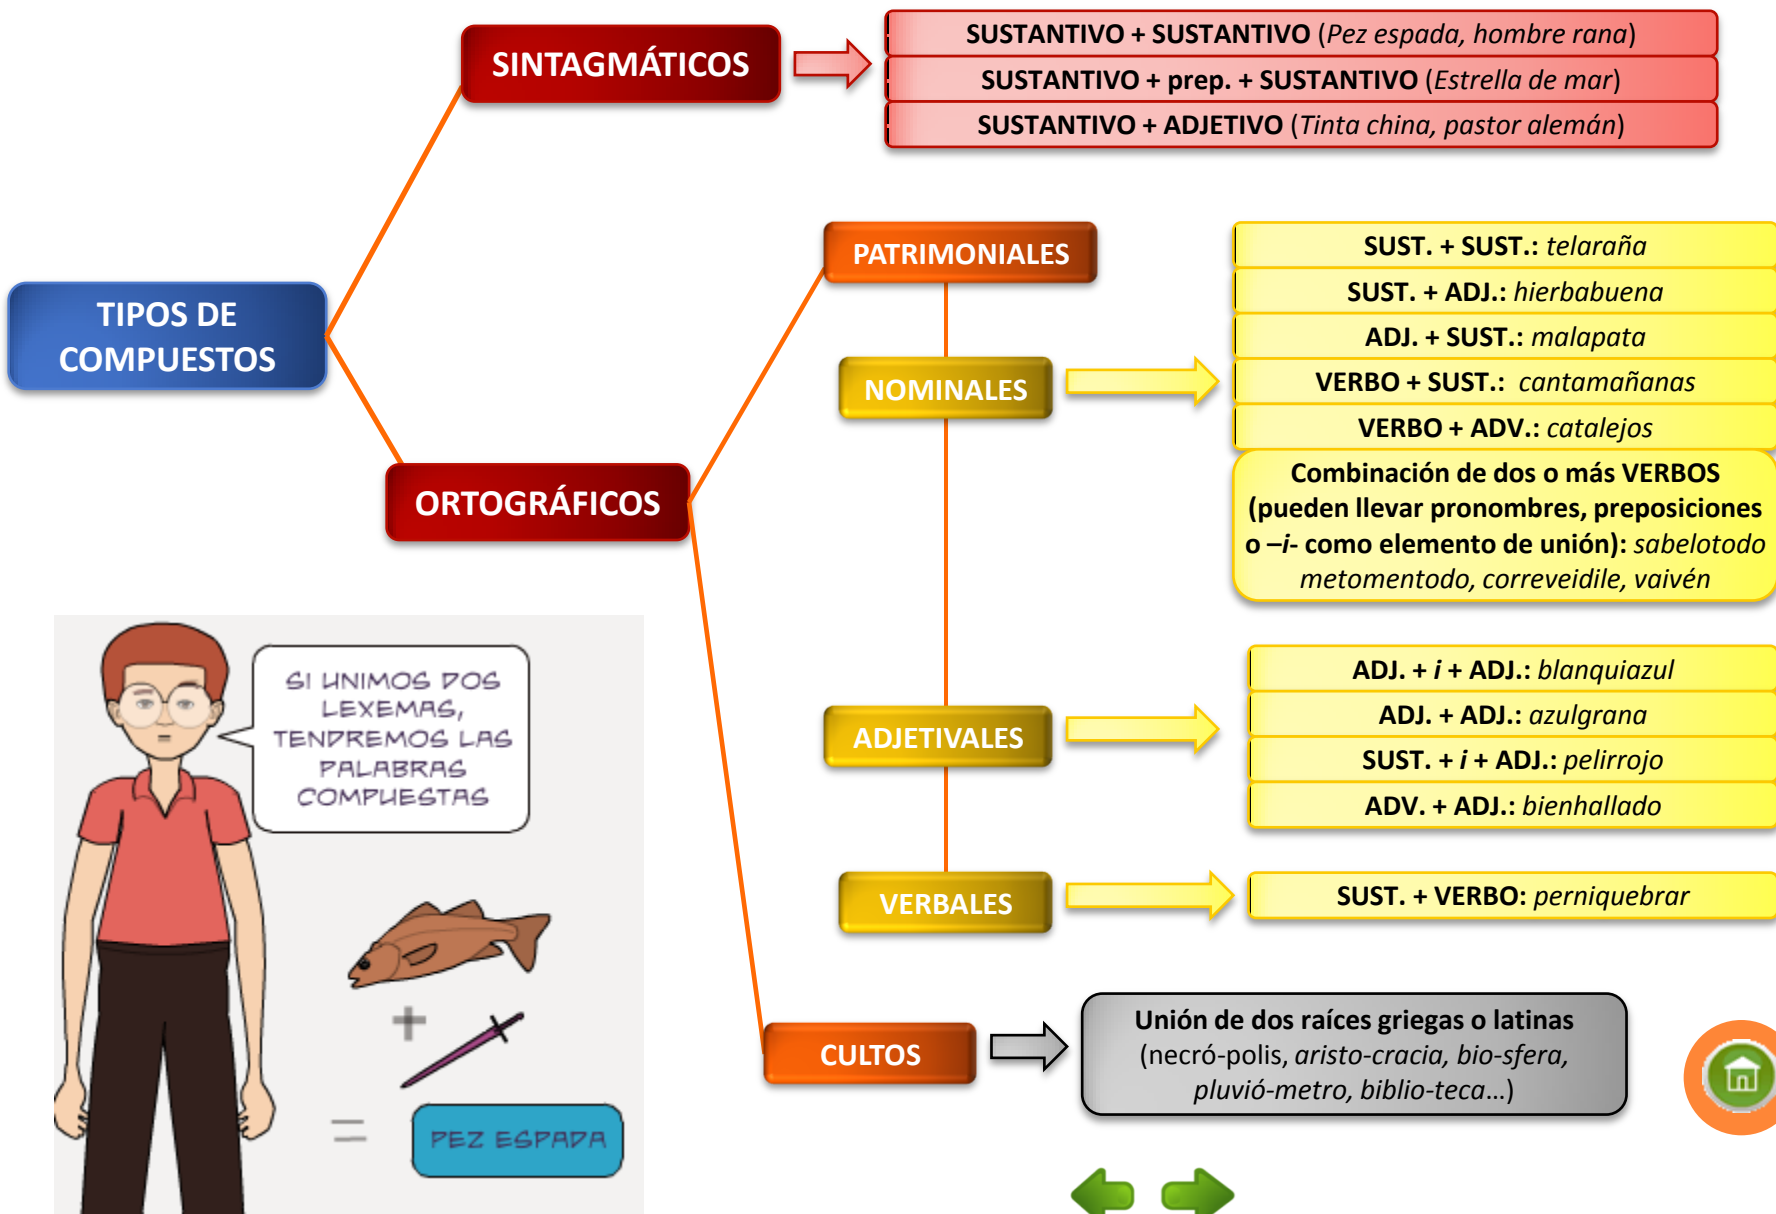 SINTAGMÁTICOS
SUSTANTIVO + SUSTANTIVO (Pez espada, hombre rana)
SUSTANTIVO + prep. + SUSTANTIVO (Estrella de mar)
SUSTANTIVO + ADJETIVO (Tinta china, pastor alemán)
TIPOS DE
COMPUESTOS
ORTOGRÁFICOS
PATRIMONIALES
NOMINALES
SUST. + SUST.: telaraña
SUST. + ADJ.: hierbabuena
ADJ. + SUST.: malapata
VERBO + SUST.: cantamañanas
VERBO + ADV.: catalejos
Combinación de dos o más VERBOS
(pueden llevar pronombres, preposiciones
o –i- como elemento de unión): sabelotodo
metomentodo, correveidile, vaivén
ADJETIVALES
ADJ. + i + ADJ.: blanquiazul
ADJ. + ADJ.: azulgrana
SUST. + i + ADJ.: pelirrojo
ADV. + ADJ.: bienhallado
VERBALES
SUST. + VERBO: perniquebrar
CULTOS
Unión de dos raíces griegas o latinas
(necró-polis, aristo-cracia, bio-sfera,
pluvió-metro, biblio-teca…)
SI UNIMOS DOS
LEXEMAS,
TENDREMOS LAS
PALABRAS
COMPUESTAS
+
=
PEZ ESPADA